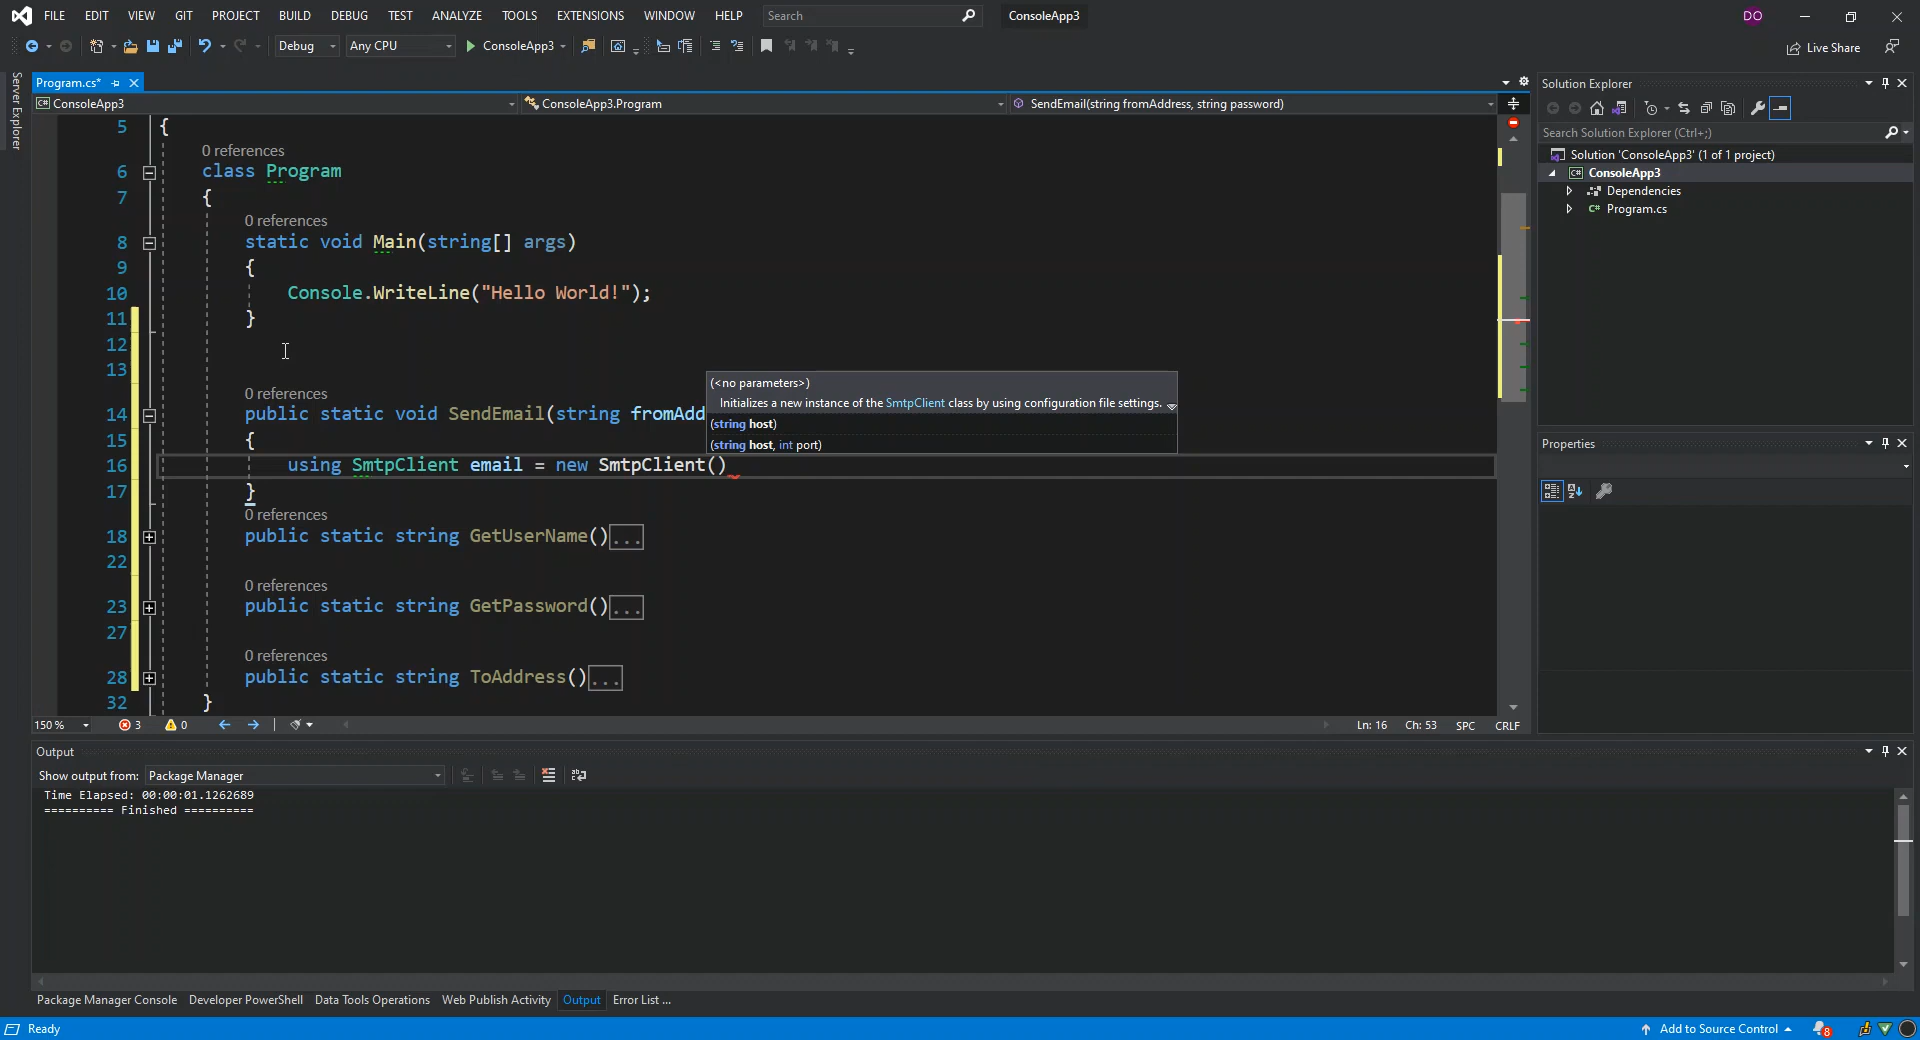 FILE EDIT VIEW GIT PROJECT BUILD DEBUG TEST ANALYZE TOOLS EXTENSIONS WINDOW HELP Search ConsoleApp3 DO
Debug Any CPU ConsoleApp3 Live Share
Server Explorer
Program.cs*
ConsoleApp3 ConsoleApp3.Program SendEmail(string fromAddress, string password)
5 {
0 references
6 class Program
7 {
0 references
8 static void Main(string[] args)
9 {
10 Console.WriteLine("Hello World!");
11 }
12
13
0 references
14 public static void SendEmail(string fromAdd
15 {
16 using SmtpClient email = new SmtpClient()
17 }
0 references
18 public static string GetUserName()...
22
0 references
23 public static string GetPassword()...
27
0 references
28 public static string ToAddress()...
32 }
(<no parameters>)
Initializes a new instance of the SmtpClient class by using configuration file settings.
(string host)
(string host, int port)
150 % 3 0 Ln: 16 Ch: 53 SPC CRLF
Solution Explorer
Search Solution Explorer (Ctrl+;)
Solution 'ConsoleApp3' (1 of 1 project)
ConsoleApp3
Dependencies
C# Program.cs
Properties
Output
Show output from: Package Manager
Time Elapsed: 00:00:01.1262689
========== Finished ==========
Package Manager Console Developer PowerShell Data Tools Operations Web Publish Activity Output Error List ...
Ready Add to Source Control 8